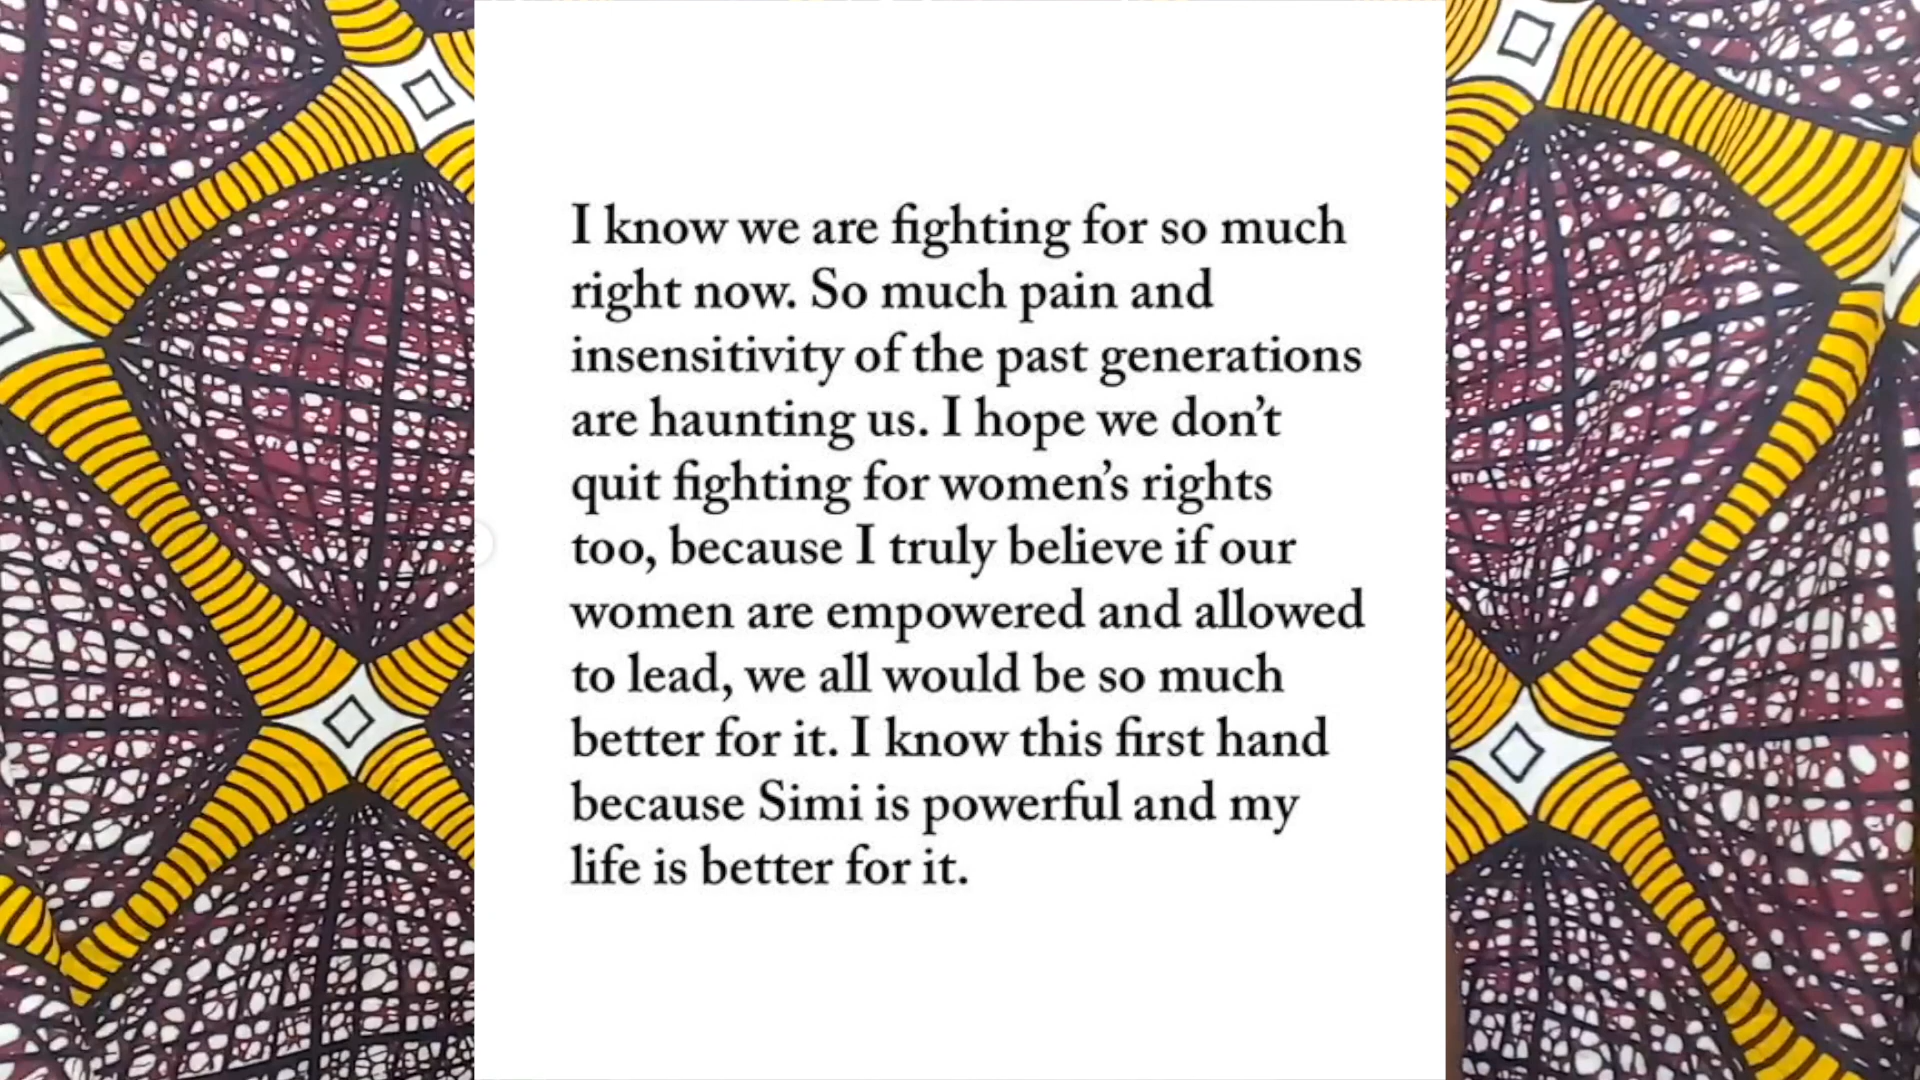 I know we are fighting for so much
right now. So much pain and
insensitivity of the past generations
are haunting us. I hope we don’t
quit fighting for women’s rights
too, because I truly believe if our
women are empowered and allowed
to lead, we all would be so much
better for it. I know this first hand
because Simi is powerful and my
life is better for it.